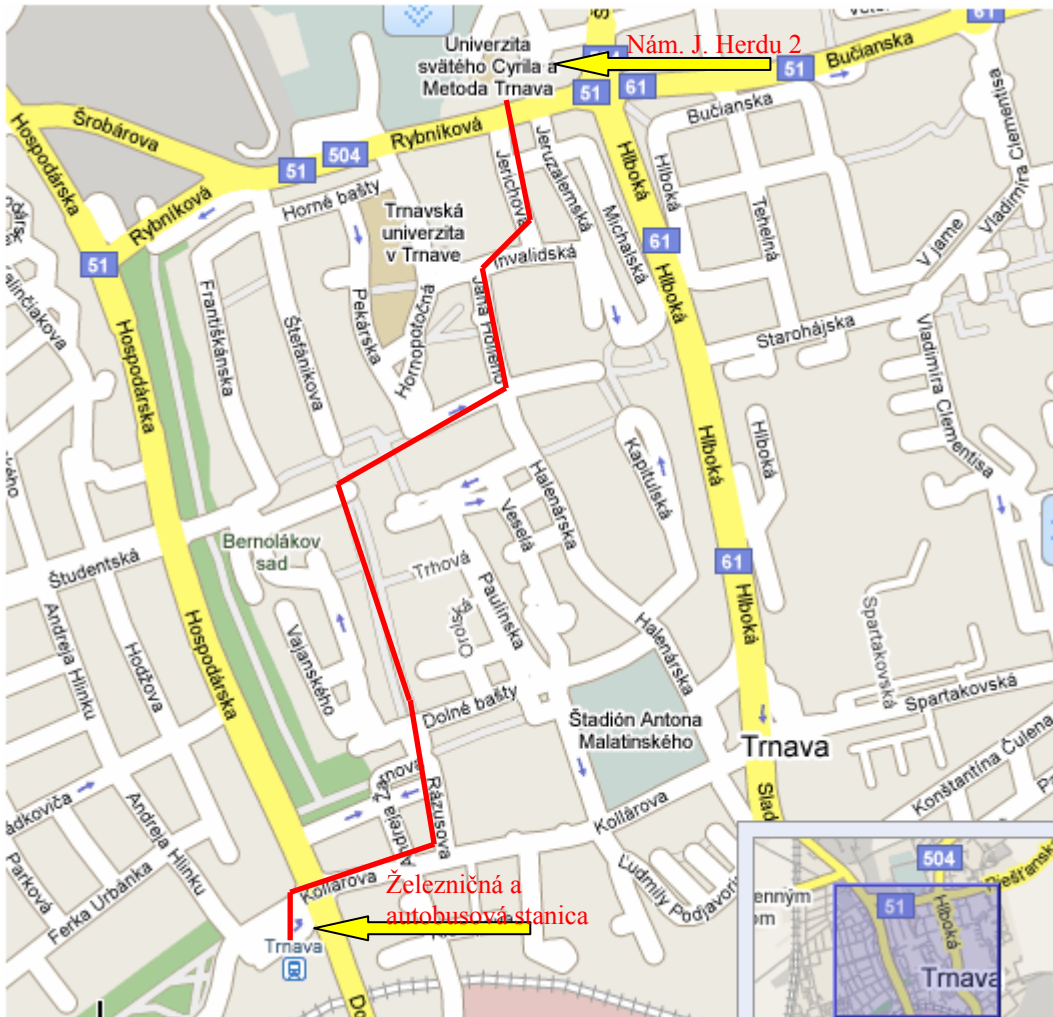 Univerzita
svätého Cyrila a
Metoda Trnava
Nám. J. Herdu 2
61
51
Bučianska
51
61
Bučianska
Hospodárska
Šrobárova
504
51
Rybníková
Rybníková
51
Horné bašty
Trnavská
univerzita
v Trnave
Jerichova
Jeruzalemská
Michalská
Hlboká
Hlboká
Tehelná
Vladimíra Clementisa
V jame
61
Hlboká
Invalidská
Františkánska
Štefánikova
Pekárska
Hornopotočná
Jána Hollého
Starohájska
Vladimíra Clementisa
Hospodárska
Hlboká
Hlboká
Kapitulská
Halenárska
Veselá
Bernolákov
sad
Študentská
Trhová
Paulínska
61
Hlboká
Spartakovská
Spartakovská
Andreja Hlinku
Hodžova
Hospodárska
Vajanského
Halenárska
Dolné bašty
Štadión Antona
Malatinského
Trnava
Konštantína Čulena
Rázusova
Kollárova
Andreja Hlinku
Parková
Ferka Urbánka
Kollárova
Železničná a
autobusová stanica
Trnava
504
51
Hlboká
Trnava